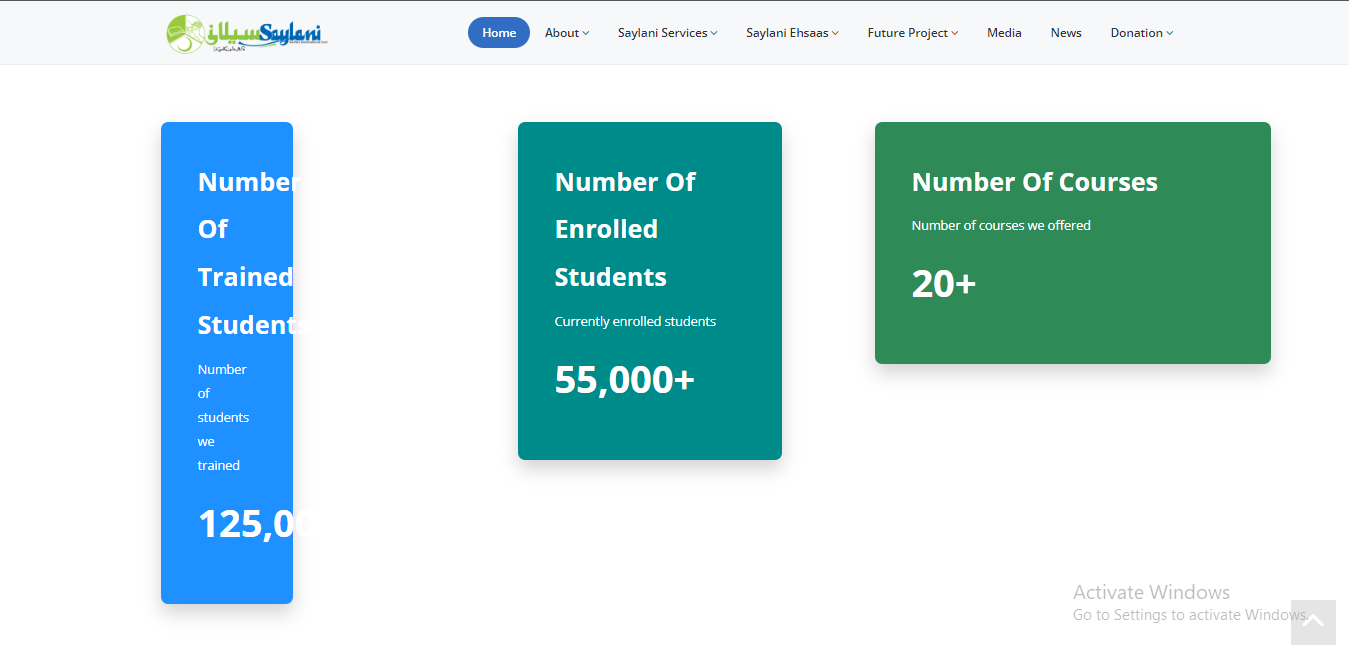 سیلانی Saylani
Home About Saylani Services Saylani Ehsaas Future Project Media News Donation
Number
Of
Trained
Students
Number
of
students
we
trained
125,00
Number Of
Enrolled
Students
Currently enrolled students
55,000+
Number Of Courses
Number of courses we offered
20+
Activate Windows
Go to Settings to activate Windows.